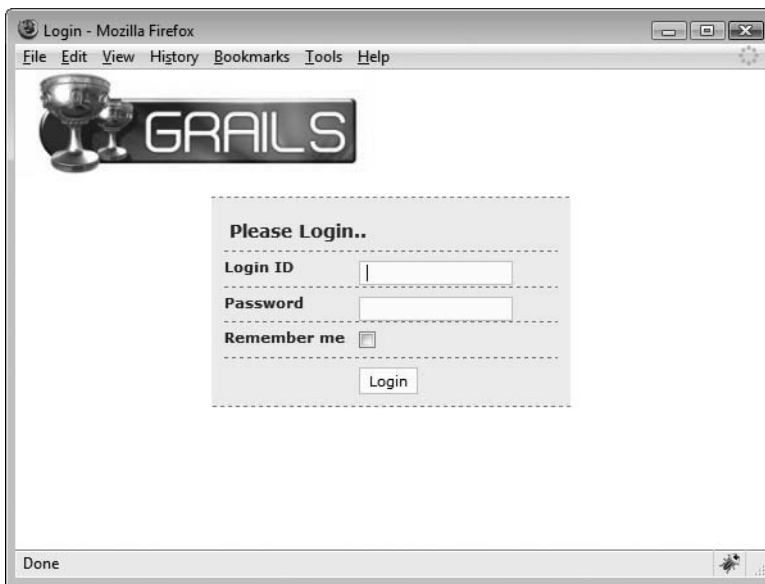 Login - Mozilla Firefox
File Edit View History Bookmarks Tools Help
GRAILS
Please Login..
Login ID
Password
Remember me
Login
Done